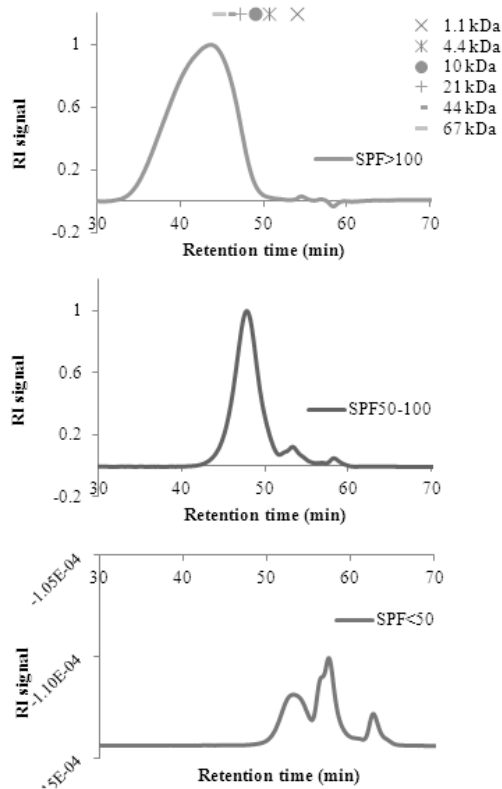 1.1 kDa
4.4 kDa
10 kDa
21 kDa
44 kDa
67 kDa
SPF>100
RI signal
1
0.6
0.2
-0.2
30 40 50 60 70
Retention time (min)
SPF50-100
RI signal
1
0.6
0.2
-0.2
30 40 50 60 70
Retention time (min)
30 40 50 60 70
SPF<50
RI signal
-1.05E-04
-1.10E-04
5E-04
Retention time (min)